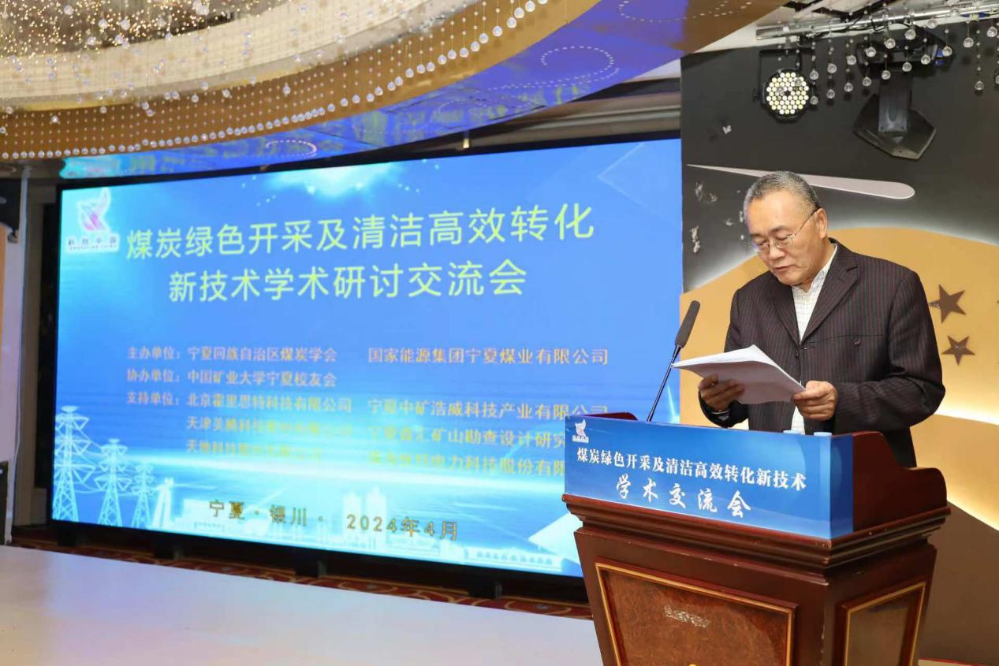 科创中国
煤炭绿色开采及清洁高效转化
新技术学术研讨交流会
主办单位：宁夏回族自治区煤炭学会 国家能源集团宁夏煤业有限公司
协办单位：中国矿业大学宁夏校友会
支持单位：北京霍里思特科技有限公司 宁夏中矿浩威科技产业有限公司
天津美腾科技股份有限公司 宁夏鑫汇矿山勘查设计研究
天地科技股份有限公司 珠海优特电力科技股份有限
宁夏·银川· 2024年4月
煤炭绿色开采及清洁高效转化新技术
学术交流会